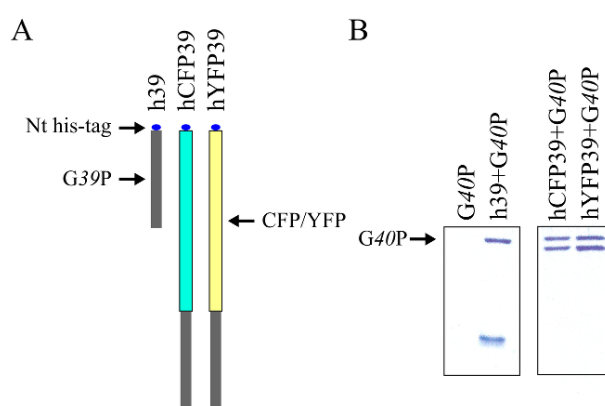 A
B
h39
hCFP39
hYFP39
Nt his-tag
G39P
CFP/YFP
G40P
h39+G40P
hCFP39+G40P
hYFP39+G40P
G40P